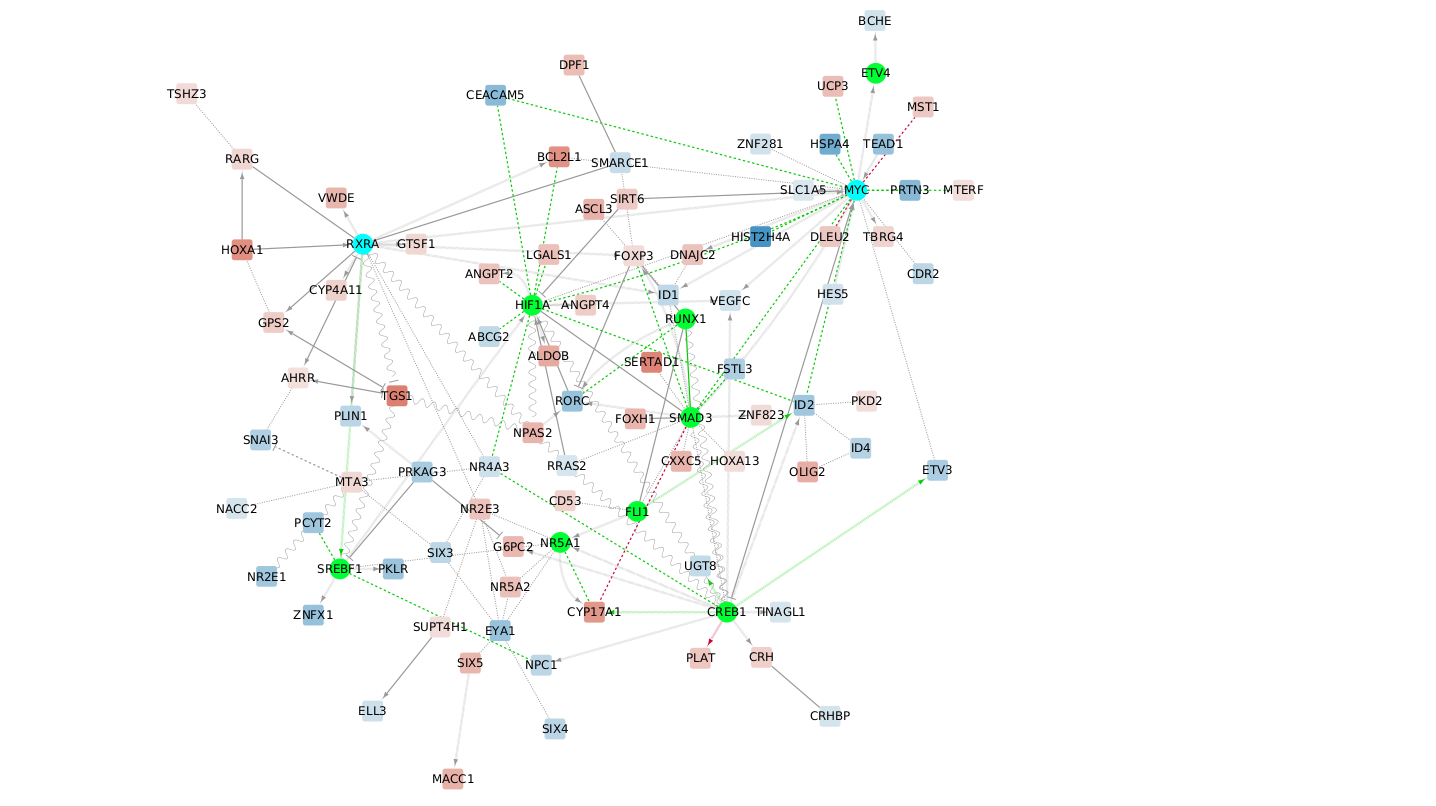 BCHE
DPF1
ETV4
TSHZ3
CEACAM5
UCP3
MST1
RARG
BCL2L1
SMARCE1
ZNF281
HSPA4
TEAD1
VWDE
ASCL3
SIRT6
SLC1A5
MYC
PRTN3
MTERF
HOXA1
RXRA
GTSF1
LGALS1
FOXP3
DNAJC2
HIST2H4A
DLEU2
TBRG4
ANGPT2
CDR2
CYP4A11
HIF1A
ANGPT4
ID1
VEGFC
HES5
GPS2
ABCG2
RUNX1
ALDOB
SERTAD1
FSTL3
AHRR
TGS1
RORC
ID2
PKD2
PLIN1
FOXH1
SMAD3
ZNF823
SNAI3
NPAS2
ID4
PRKAG3
NR4A3
RRAS2
CXXC5
HOXA13
OLIG2
ETV3
MTA3
NACC2
NR2E3
CD53
FLI1
PCYT2
SIX3
G6PC2
NR5A1
NR2E1
SREBF1
PKLR
UGT8
ZNFX1
NR5A2
CYP17A1
CREB1
TINAGL1
SUPT4H1
EYA1
SIX5
NPC1
PLAT
CRH
ELL3
SIX4
CRHBP
MACC1